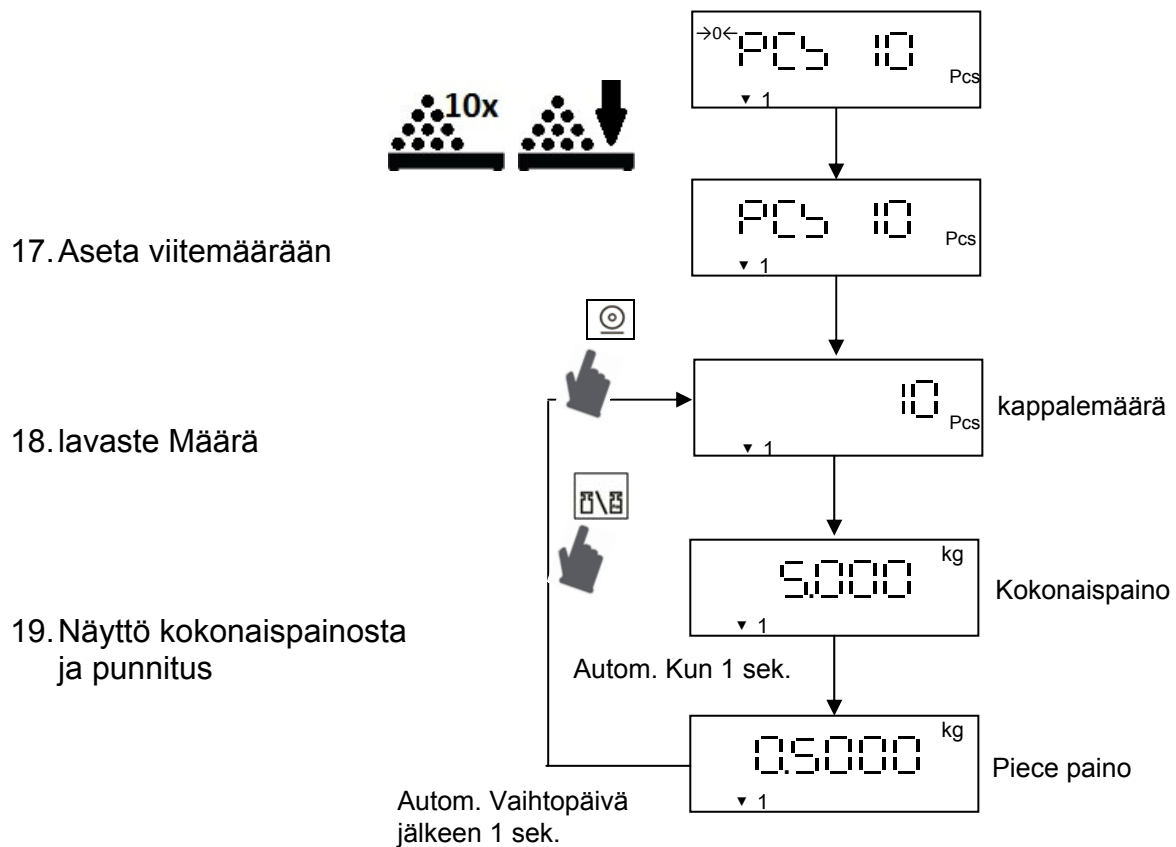 →0← PCS 10 Pcs
▼ 1
10x
PCS 10 Pcs
▼ 1
17. Aseta viitemäärään
10 Pcs
▼ 1
kappalemäärä
18. lavaste Määrä
5.000 kg
▼ 1
Kokonaispaino
19. Näyttö kokonaispainosta
ja punnitus
Autom. Kun 1 sek.
0.5000 kg
▼ 1
Piece paino
Autom. Vaihtopäivä
jälkeen 1 sek.